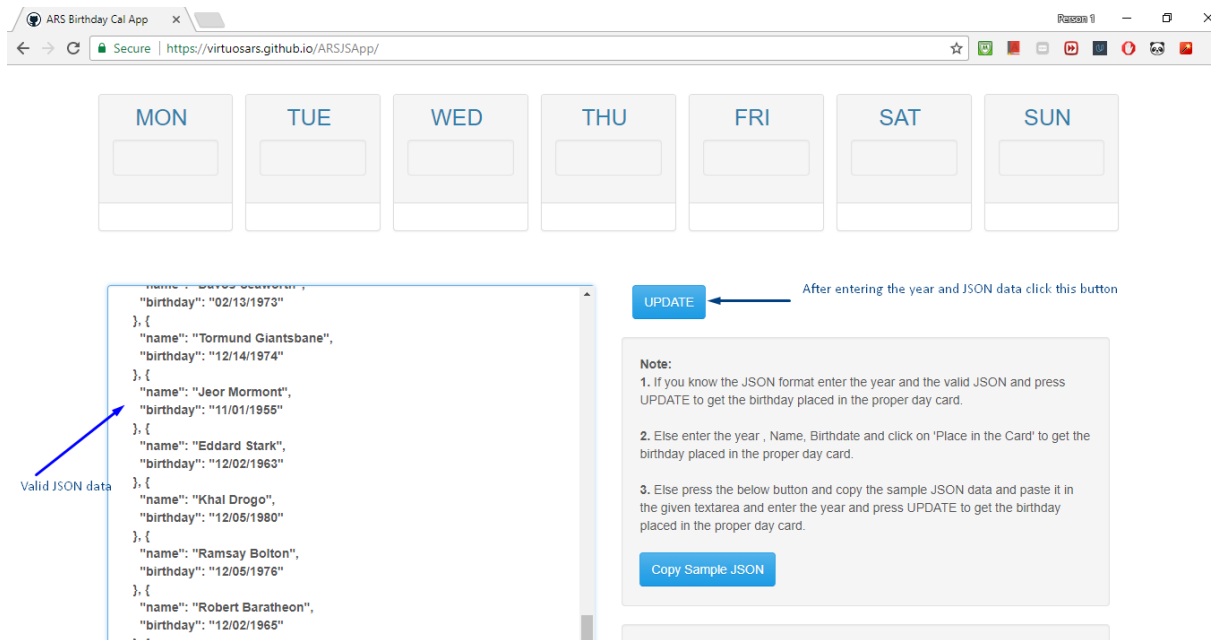 ARS Birthday Cal App
Person 1
Secure | https://virtuosars.github.io/ARSJSApp/
MON TUE WED THU FRI SAT SUN
"birthday": "02/13/1973"
}, {
"name": "Tormund Giantsbane",
"birthday": "12/14/1974"
}, {
"name": "Jeor Mormont",
"birthday": "11/01/1955"
}, {
"name": "Eddard Stark",
"birthday": "12/02/1963"
}, {
"name": "Khal Drogo",
"birthday": "12/05/1980"
}, {
"name": "Ramsay Bolton",
"birthday": "12/05/1976"
}, {
"name": "Robert Baratheon",
"birthday": "12/02/1965"
Valid JSON data
UPDATE
After entering the year and JSON data click this button
Note:
1. If you know the JSON format enter the year and the valid JSON and press
UPDATE to get the birthday placed in the proper day card.
2. Else enter the year , Name, Birthdate and click on 'Place in the Card' to get the
birthday placed in the proper day card.
3. Else press the below button and copy the sample JSON data and paste it in
the given textarea and enter the year and press UPDATE to get the birthday
placed in the proper day card.
Copy Sample JSON